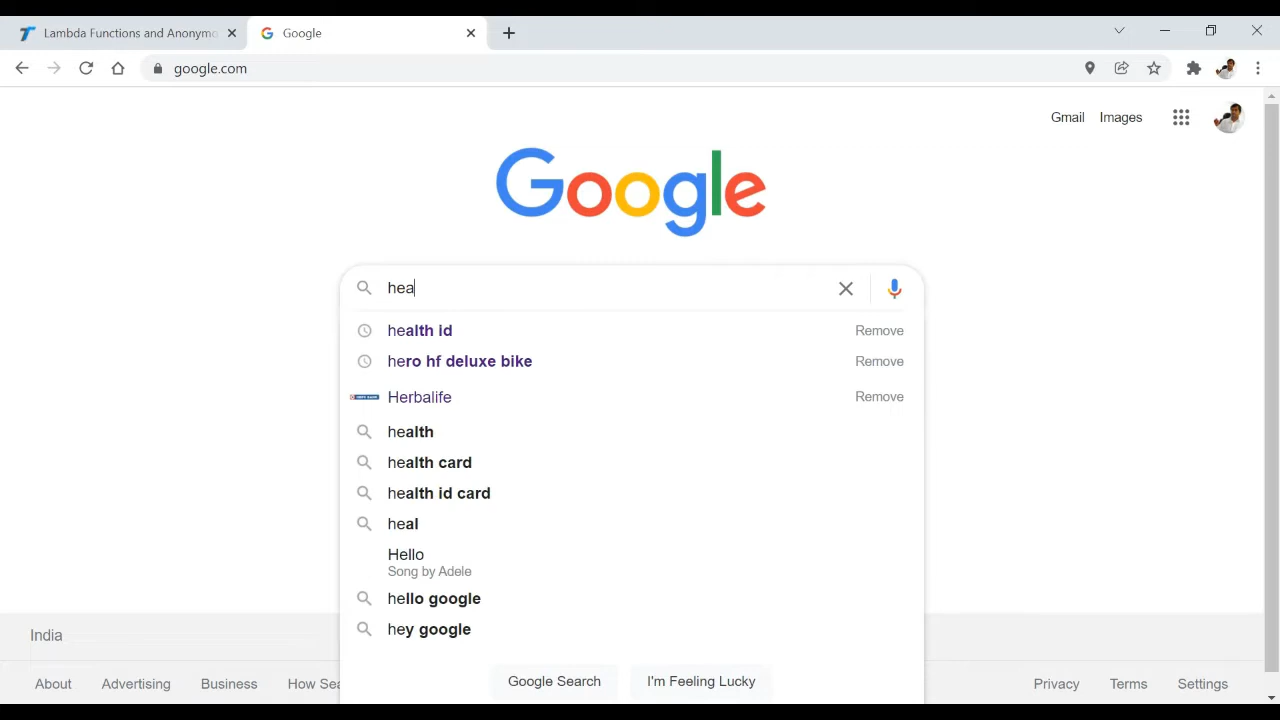 Lambda Functions and Anonymo
Google
google.com
Gmail Images
Google
hea
health id Remove
hero hf deluxe bike Remove
Herbalife Remove
health
health card
health id card
heal
Hello
Song by Adele
hello google
hey google
India
Google Search I'm Feeling Lucky
About Advertising Business How Sea Privacy Terms Settings